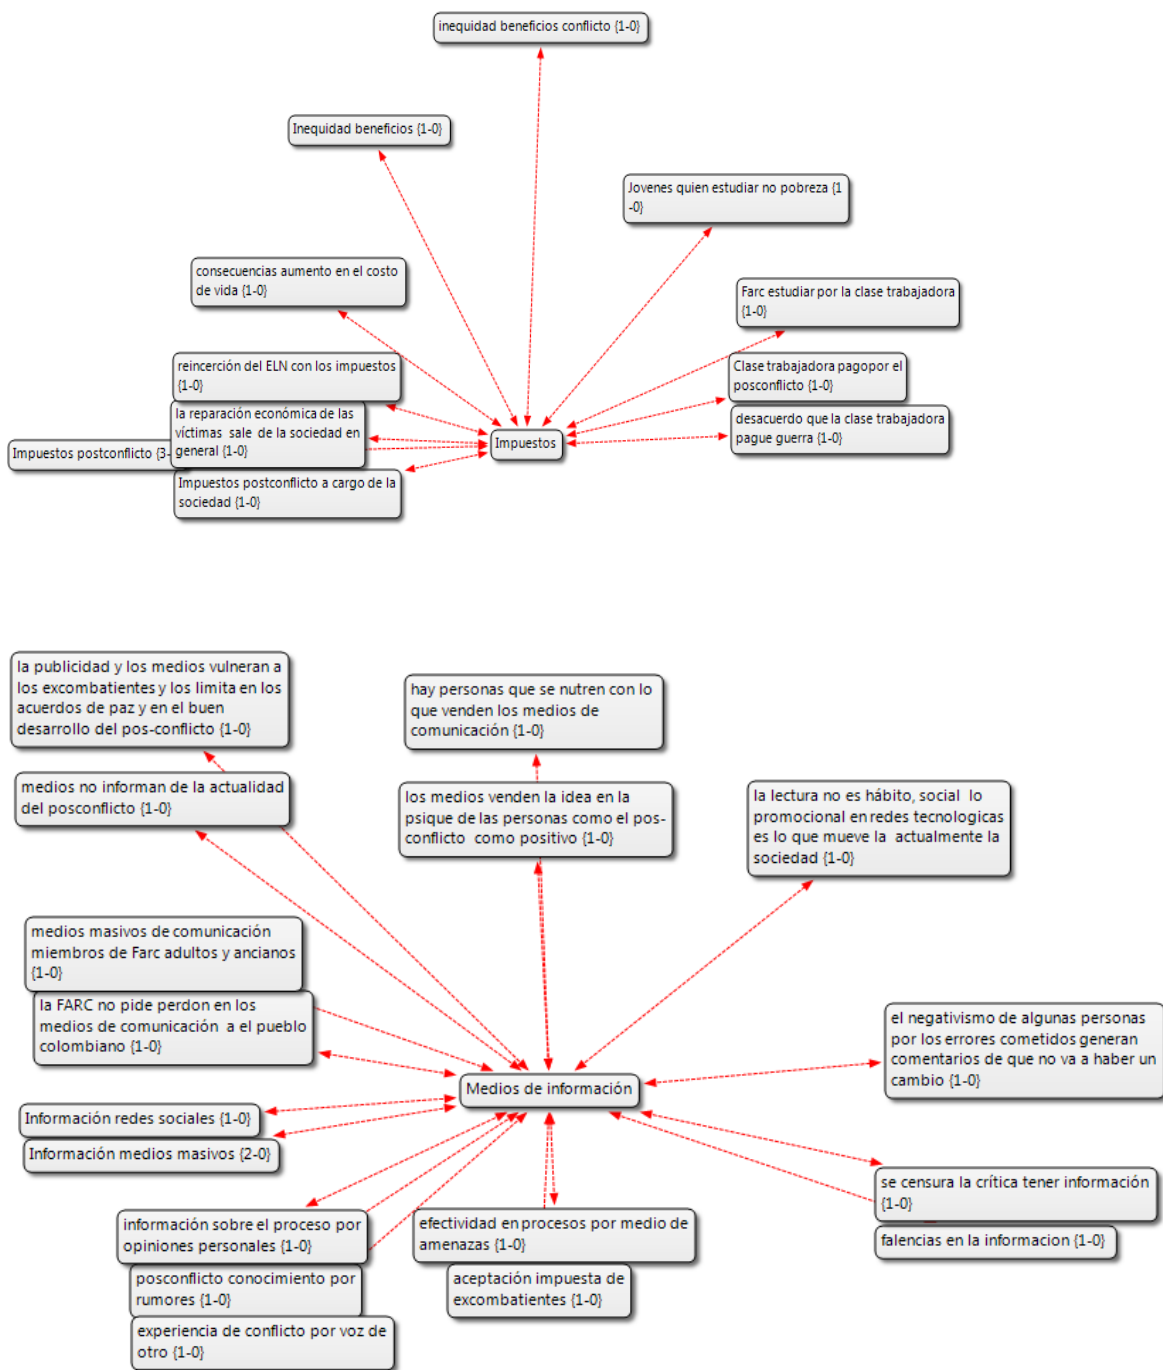 inequidad beneficios conflicto {1-0}
Inequidad beneficios {1-0}
Jovenes quien estudiar no pobreza {1
-0}
consecuencias aumento en el costo
de vida {1-0}
Farc estudiar por la clase trabajadora
{1-0}
reincerción del ELN con los impuestos
{1-0}
Clase trabajadora pagopor el
posconflicto {1-0}
la reparación económica de las
víctimas sale de la sociedad en
general {1-0}
desacuerdo que la clase trabajadora
pague guerra {1-0}
Impuestos
Impuestos postconflicto {3-
Impuestos postconflicto a cargo de la
sociedad {1-0}
la publicidad y los medios vulneran a
los excombatientes y los limita en los
acuerdos de paz y en el buen
desarrollo del pos-conflicto {1-0}
hay personas que se nutren con lo
que venden los medios de
comunicación {1-0}
medios no informan de la actualidad
del posconflicto {1-0}
los medios venden la idea en la
psique de las personas como el pos-
conflicto como positivo {1-0}
la lectura no es hábito, social lo
promocional en redes tecnologicas
es lo que mueve la actualmente la
sociedad {1-0}
medios masivos de comunicación
miembros de Farc adultos y ancianos
{1-0}
la FARC no pide perdon en los
medios de comunicación a el pueblo
colombiano {1-0}
el negativismo de algunas personas
por los errores cometidos generan
comentarios de que no va a haber un
cambio {1-0}
Medios de información
Información redes sociales {1-0}
Información medios masivos {2-0}
se censura la crítica tener información
{1-0}
falencias en la informacion {1-0}
información sobre el proceso por
opiniones personales {1-0}
efectividad en procesos por medio de
amenazas {1-0}
posconflicto conocimiento por
rumores {1-0}
aceptación impuesta de
excombatientes {1-0}
experiencia de conflicto por voz de
otro {1-0}